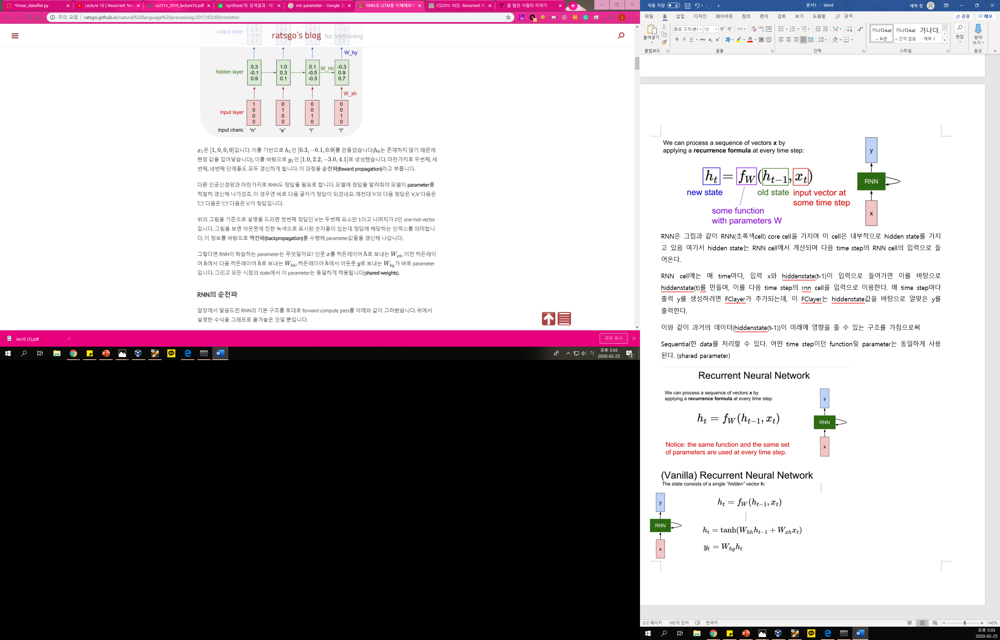 *linear_classifier.py
Lecture 10 | Recurrent Neu
cs231n_2019_lecture10.pdf
'synthesis'의 검색결과 : 네이
rnn parameter - Google 검
RNN과 LSTM을 이해해보자
CS231n 10강. Recurrent Ne
꿈 많은 사람의 이야기
주의 요함 | ratsgo.github.io/natural%20language%20processing/2017/03/09/rnnlstm/
ratsgo's blog for textmining
output layer
2.2 0.3 0.5 -1.5
-3.0
4.1 1.2 -1.1 2.2
W_hy
hidden layer
0.3 1.0 0.1 -0.3
-0.1 0.3 -0.5 0.9
0.9 0.1 -0.3 0.7
W_hh
W_xh
input layer
1 0 0 0
0 1 0 0
0 0 1 1
0 0 0 0
input chars: "h" "e" "l" "l"
x₁은 [1, 0, 0, 0]입니다. 이를 기반으로 h₁인 [0.3, −0.1, 0.9]를 만들었습니다(h₀는 존재하지 않기 때문에
랜덤 값을 집어넣습니다). 이를 바탕으로 y₁인 [1.0, 2.2, −3.0, 4.1]로 생성했습니다. 마찬가지로 두번째, 세
번째, 네번째 단계들도 모두 갱신하게 됩니다. 이 과정을 순전파(foward propagation)라고 부릅니다.
다른 인공신경망과 마찬가지로 RNN도 정답을 필요로 합니다. 모델에 정답을 알려줘야 모델이 parameter를
적절히 갱신해 나가겠죠. 이 경우엔 바로 다음 글자가 정답이 되겠네요. 예컨대 'h'의 다음 정답은 'e', 'e' 다음은
'l', 'l' 다음은 'l', 'l' 다음은 'o'가 정답입니다.
위의 그림을 기준으로 설명을 드리면 첫번째 정답인 'e'는 두번째 요소만 1이고 나머지가 0인 one-hot-vector
입니다. 그림을 보면 아웃풋에 진한 녹색으로 표시된 숫자들이 있는데 정답에 해당하는 인덱스를 의미합니
다. 이 정보를 바탕으로 역전파(backpropagation)를 수행해 parameter값들을 갱신해 나갑니다.
그렇다면 RNN이 학습하는 parameter는 무엇일까요? 인풋 x를 히든레이어 h로 보내는 W_xh, 이전 히든레이
어 h에서 다음 히든레이어 h로 보내는 W_hh, 히든레이어 h에서 아웃풋 y로 보내는 W_hy가 바로 parameter
입니다. 그리고 모든 시점의 state에서 이 parameter는 동일하게 적용됩니다(shared weights).
RNN의 순전파
앞장에서 말씀드린 RNN의 기본 구조를 토대로 forward compute pass를 아래와 같이 그려봤습니다. 위에서
설명한 수식을 그래프로 옮겨놓은 것일 뿐입니다.
lec10 (1).pdf
모두 표시
오후 5:03
2020-02-25
자동 저장
문서1 - Word
새하 정
파일 홈 삽입 디자인 레이아웃 참조 편지 검토 보기 도움말 검색
공유 메모
붙여넣기
맑은 고딕(본문 10
가나다AaB 가나다AaB 가나다,
표준 간격 없음 제목 1
편집
받아
쓰기
클립보드 글꼴 단락 스타일 음성
We can process a sequence of vectors x by
applying a recurrence formula at every time step:
h_t = f_W(h_{t−1}, x_t)
new state
old state
input vector at
some time step
some function
with parameters W
y
RNN
x
RNN은 그림과 같이 RNN(초록색cell) core cell을 가지며 이 cell은 내부적으로 hidden state를 가지
고 있음 여기서 hidden state는 RNN cell에서 계산되며 다음 time step의 RNN cell의 입력으로 들
어온다.
RNN cell에는 매 time마다, 입력 x와 hiddenstate(t-1)이 입력으로 들어가면 이를 바탕으로
hiddenstate(t)를 만들며, 이를 다음 time step의 rnn cell을 입력으로 이용한다. 매 time step마다
출력 y를 생성하려면 FClayer가 추가되는데, 이 FClayer는 hiddenstate값을 바탕으로 알맞은 y를
출력한다.
이와 같이 과거의 데이터(hiddenstate(t-1))이 미래에 영향을 줄 수 있는 구조를 가짐으로써
Sequential한 data를 처리할 수 있다. 어떤 time step이던 function및 parameter는 동일하게 사용
된다. (shared parameter)
Recurrent Neural Network
We can process a sequence of vectors x by
applying a recurrence formula at every time step:
h_t = f_W(h_{t−1}, x_t)
y
RNN
x
Notice: the same function and the same set
of parameters are used at every time step.
(Vanilla) Recurrent Neural Network
The state consists of a single "hidden" vector h:
y
RNN
x
h_t = f_W(h_{t−1}, x_t)
h_t = tanh(W_hh h_{t−1} + W_xh x_t)
y_t = W_hy h_t
2/2 페이지 160개 단어 한국어
140%
오후 5:03
2020-02-25